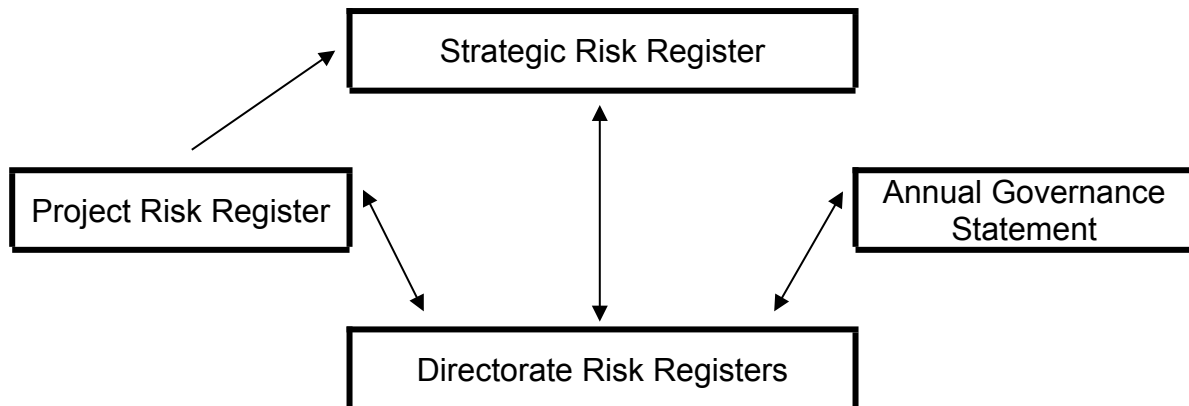 Strategic Risk Register
Project Risk Register
Annual Governance
Statement
Directorate Risk Registers